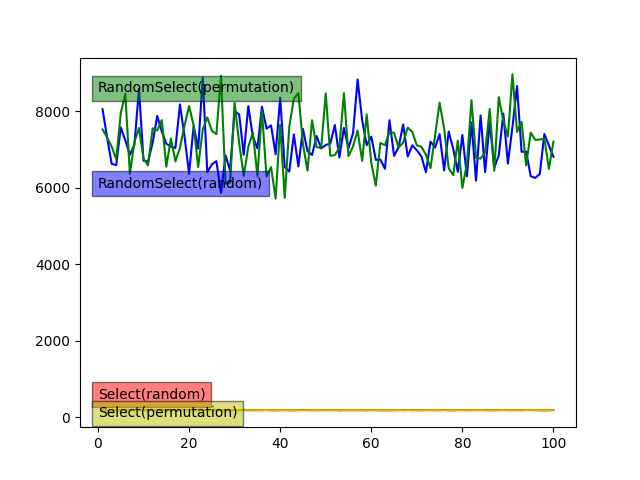 8000
6000
4000
2000
0
RandomSelect(permutation)
RandomSelect(random)
Select(random)
Select(permutation)
0 20 40 60 80 100